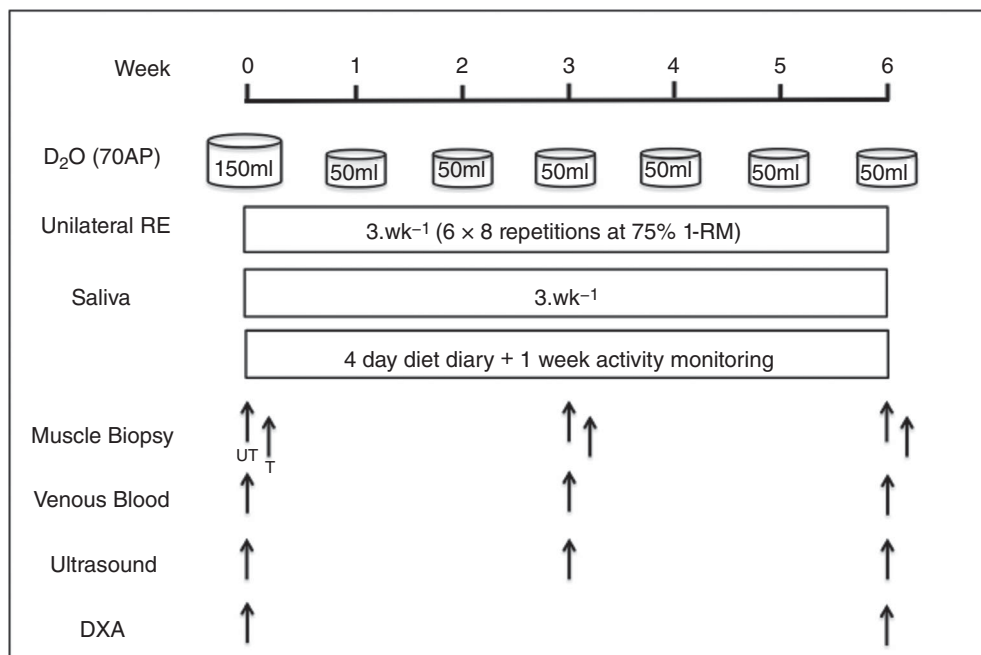 Week 0 1 2 3 4 5 6
D₂O (70AP) 150ml 50ml 50ml 50ml 50ml 50ml 50ml
Unilateral RE 3.wk⁻¹ (6 × 8 repetitions at 75% 1-RM)
Saliva 3.wk⁻¹
4 day diet diary + 1 week activity monitoring
Muscle Biopsy
UT T
Venous Blood
Ultrasound
DXA